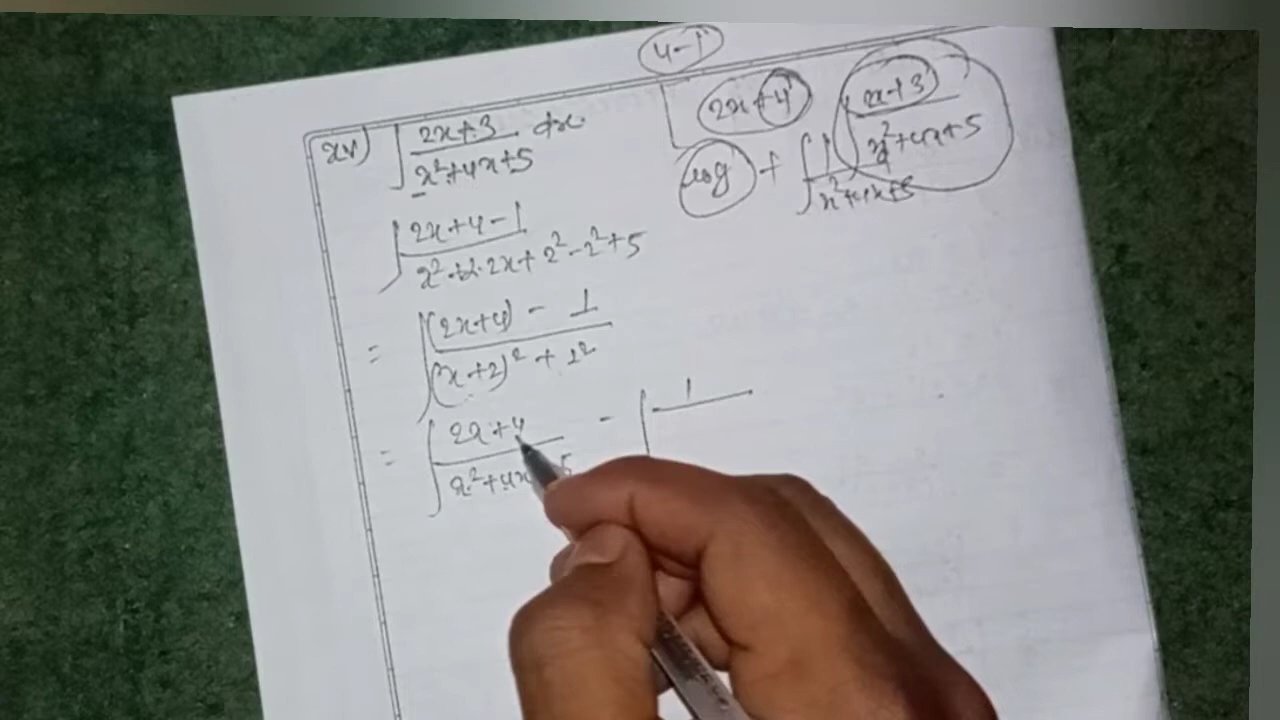 4-1
xv) ∫ 2x+3 / x²+4x+5 dx.
2x+4
x+3 / x²+4x+5
log + ∫ 1 / x²+4x+5
∫ 2x+4-1 / x²+2.2x+2²-2²+5
= ∫ (2x+4) - 1 / (x+2)² + 1²
= ∫ 2x+4 / x²+4x 5 - ∫ 1